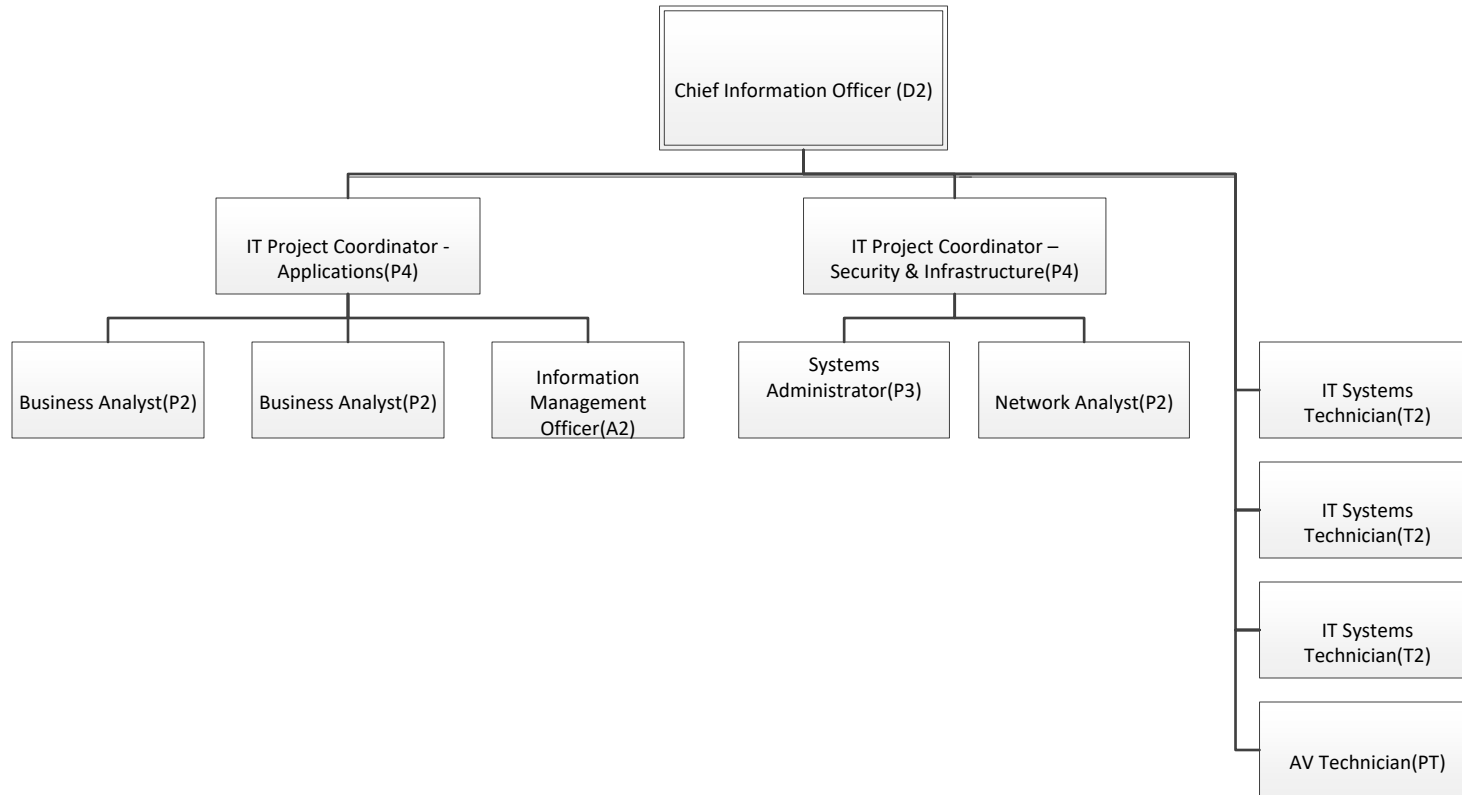 Chief Information Officer (D2)
IT Project Coordinator -
Applications(P4)
IT Project Coordinator –
Security & Infrastructure(P4)
Business Analyst(P2)
Business Analyst(P2)
Information
Management
Officer(A2)
Systems
Administrator(P3)
Network Analyst(P2)
IT Systems
Technician(T2)
IT Systems
Technician(T2)
IT Systems
Technician(T2)
AV Technician(PT)